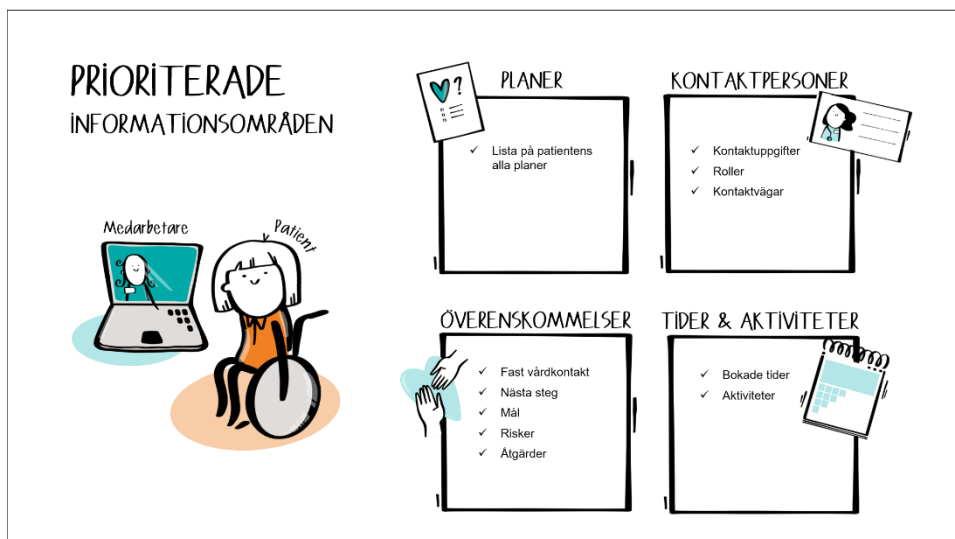 PRIORITERADE
INFORMATIONSOMRÅDEN
Medarbetare
Patient
PLANER
?
✓ Lista på patientens
alla planer
KONTAKTPERSONER
✓ Kontaktuppgifter
✓ Roller
✓ Kontaktvägar
ÖVERENSKOMMELSER
✓ Fast vårdkontakt
✓ Nästa steg
✓ Mål
✓ Risker
✓ Åtgärder
TIDER & AKTIVITETER
✓ Bokade tider
✓ Aktiviteter